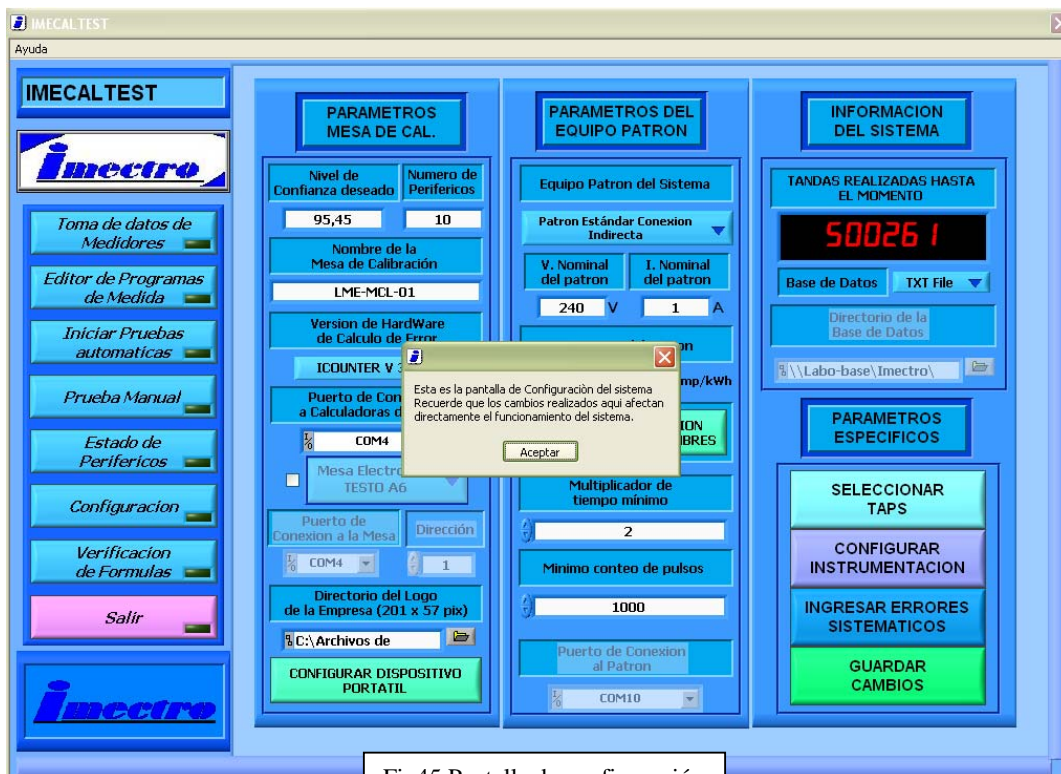 IMECALTEST
Ayuda
IMECALTEST
Imectro
Toma de datos de
Medidores
Editor de Programas
de Medida
Iniciar Pruebas
automaticas
Prueba Manual
Estado de
Perifericos
Configuracion
Verificacion
de Formulas
Salir
Imectro
PARAMETROS
MESA DE CAL.
Nivel de
Confianza deseado
Numero de
Perifericos
95,45
10
Nombre de la
Mesa de Calibración
LME-MCL-01
Version de HardWare
de Calculo de Error
ICOUNTER V 3
Puerto de Con
a Calculadoras d
COM4
Mesa Electro
TESTO A6
Puerto de
Conexion a la Mesa
Dirección
COM4
1
Directorio del Logo
de la Empresa (201 x 57 pix)
C:\Archivos de
CONFIGURAR DISPOSITIVO
PORTATIL
PARAMETROS DEL
EQUIPO PATRON
Equipo Patron del Sistema
Patron Estándar Conexion
Indirecta
V. Nominal
del patron
I. Nominal
del patron
240 V
1 A
on
mp/kWh
ION
BRES
Multiplicador de
tiempo mínimo
2
Minimo conteo de pulsos
1000
Puerto de Conexion
al Patron
COM10
Esta es la pantalla de Configuraciòn del sistema
Recuerde que los cambios realizados aqui afectan
directamente el funcionamiento del sistema.
Aceptar
INFORMACION
DEL SISTEMA
TANDAS REALIZADAS HASTA
EL MOMENTO
500261
Base de Datos
TXT File
Directorio de la
Base de Datos
\\Labo-base\Imectro\
PARAMETROS
ESPECIFICOS
SELECCIONAR
TAPS
CONFIGURAR
INSTRUMENTACION
INGRESAR ERRORES
SISTEMATICOS
GUARDAR
CAMBIOS